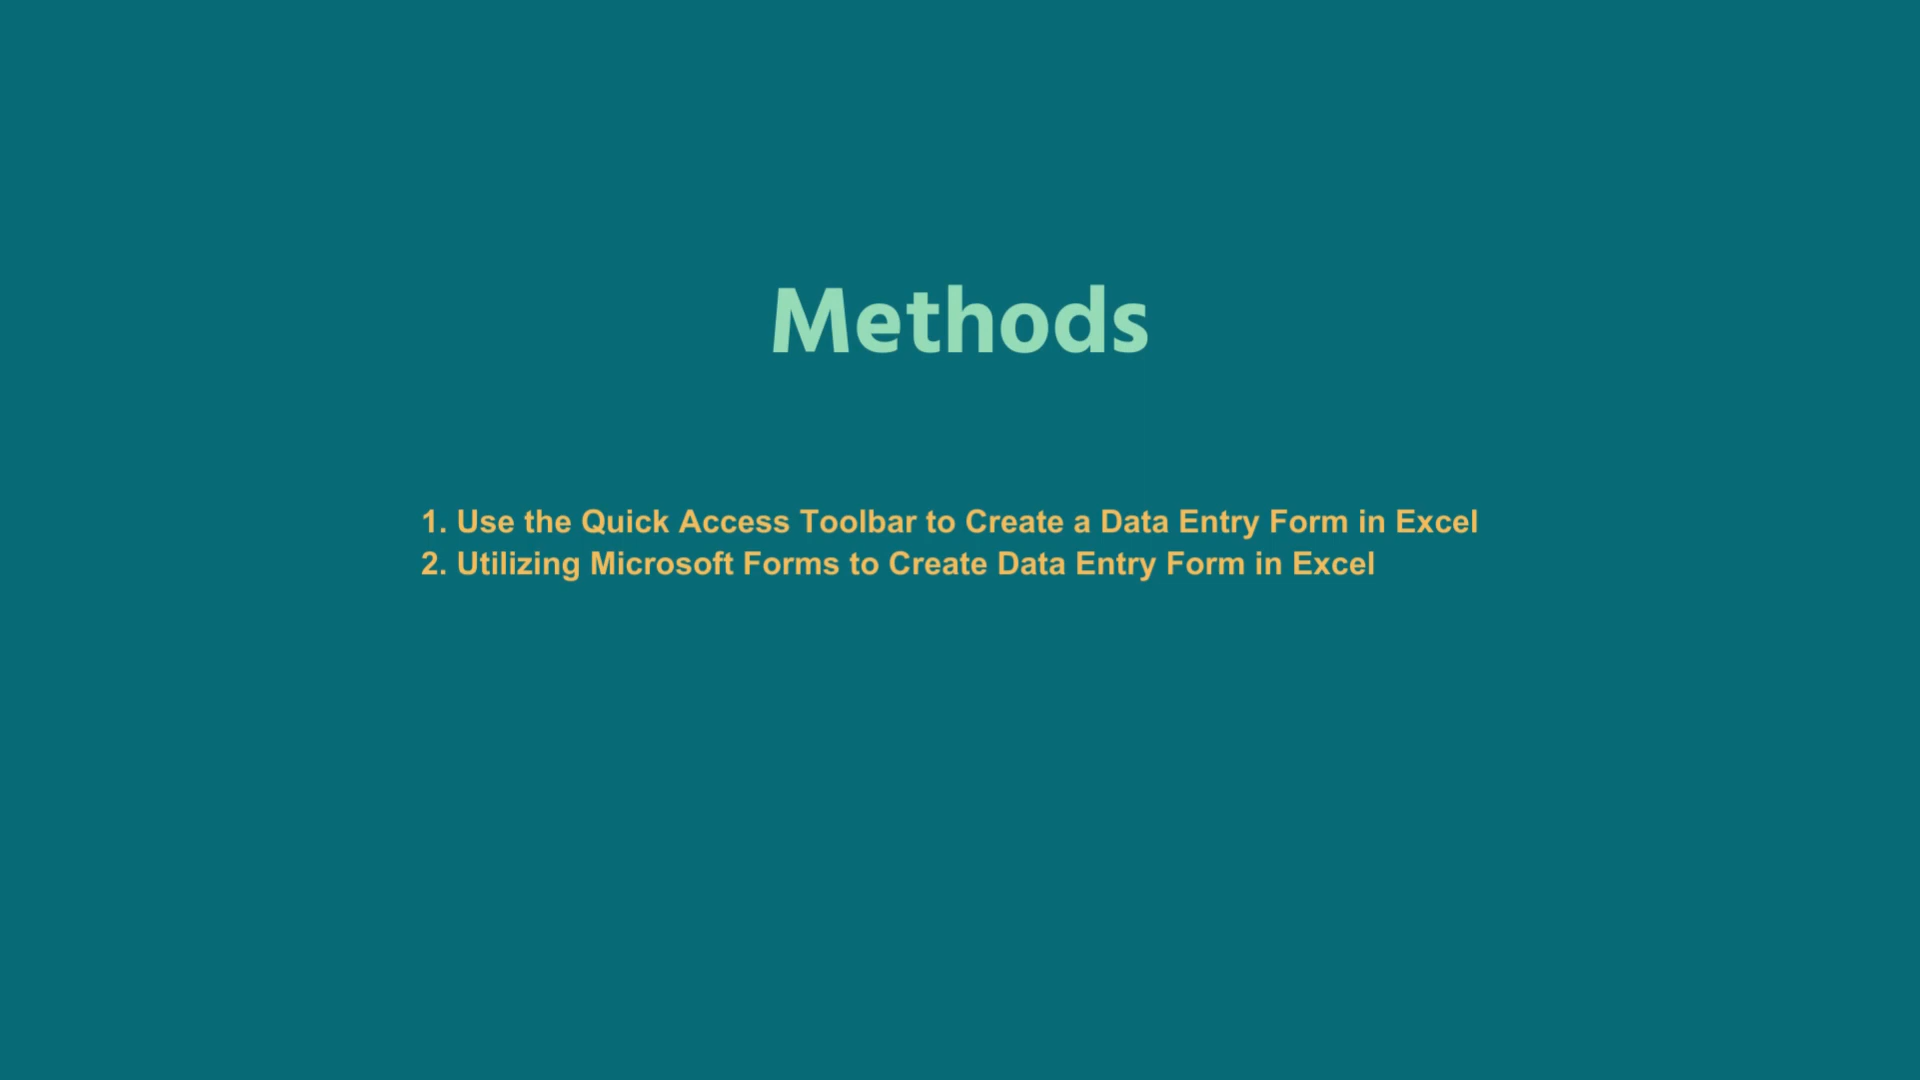 Methods
1. Use the Quick Access Toolbar to Create a Data Entry Form in Excel
2. Utilizing Microsoft Forms to Create Data Entry Form in Excel